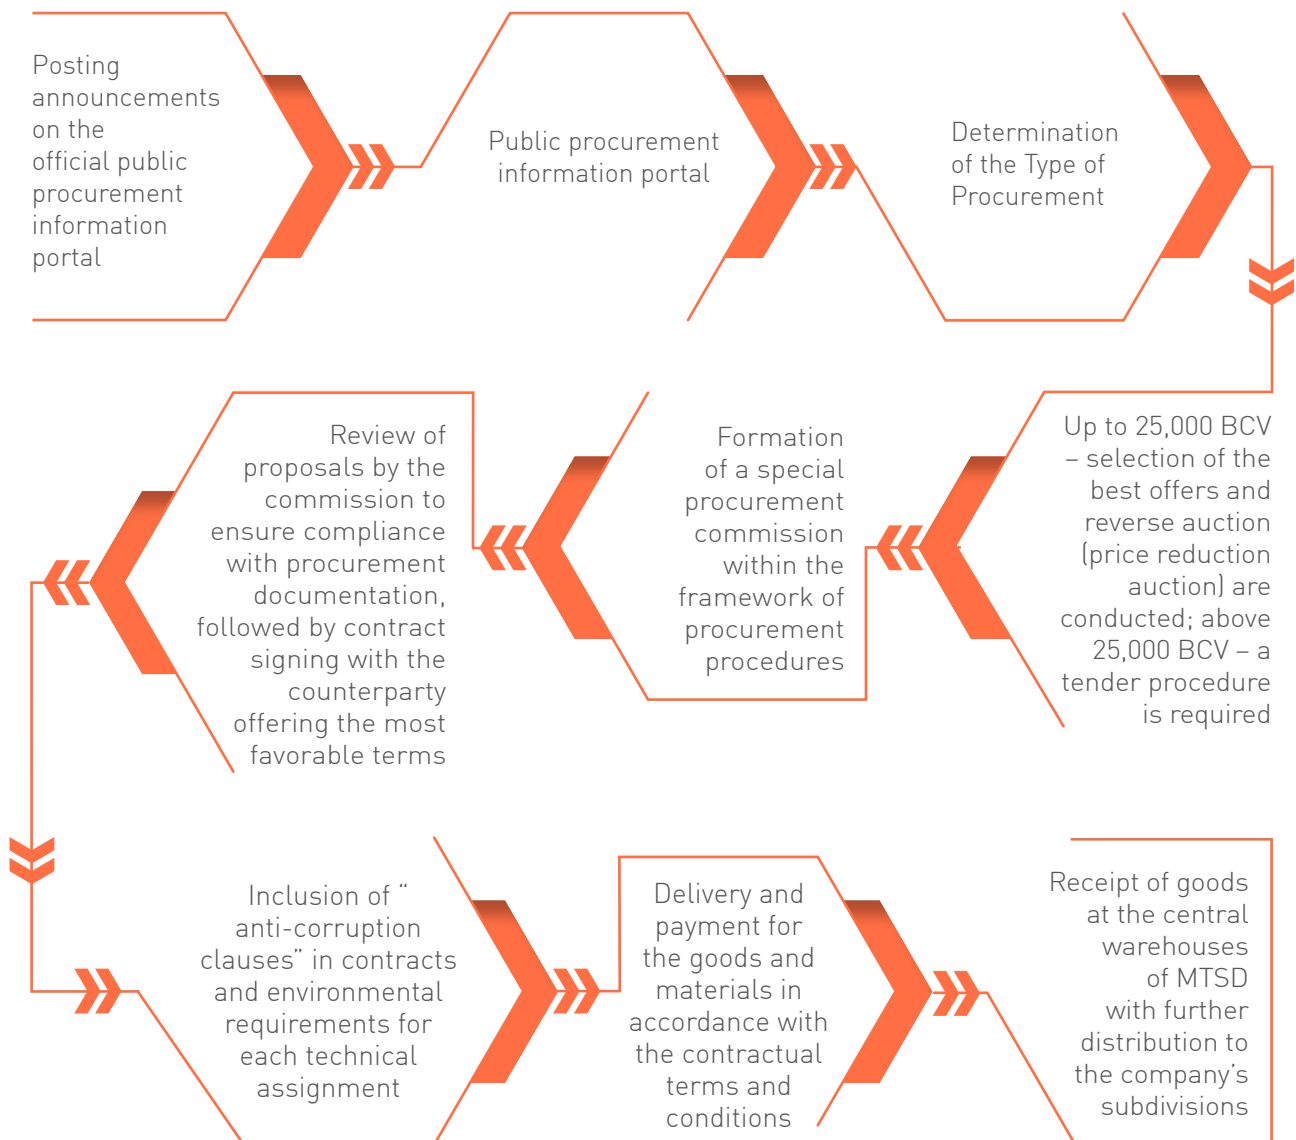 Posting
announcements
on the
official public
procurement
information
portal
Public procurement
information portal
Determination
of the Type of
Procurement
Up to 25,000 BCV
– selection of the
best offers and
reverse auction
(price reduction
auction) are
conducted; above
25,000 BCV – a
tender procedure
is required
Formation
of a special
procurement
commission
within the
framework of
procurement
procedures
Review of
proposals by the
commission to
ensure compliance
with procurement
documentation,
followed by contract
signing with the
counterparty
offering the most
favorable terms
Inclusion of “
anti-corruption
clauses” in contracts
and environmental
requirements for
each technical
assignment
Delivery and
payment for
the goods and
materials in
accordance with
the contractual
terms and
conditions
Receipt of goods
at the central
warehouses
of MTSD
with further
distribution to
the company’s
subdivisions